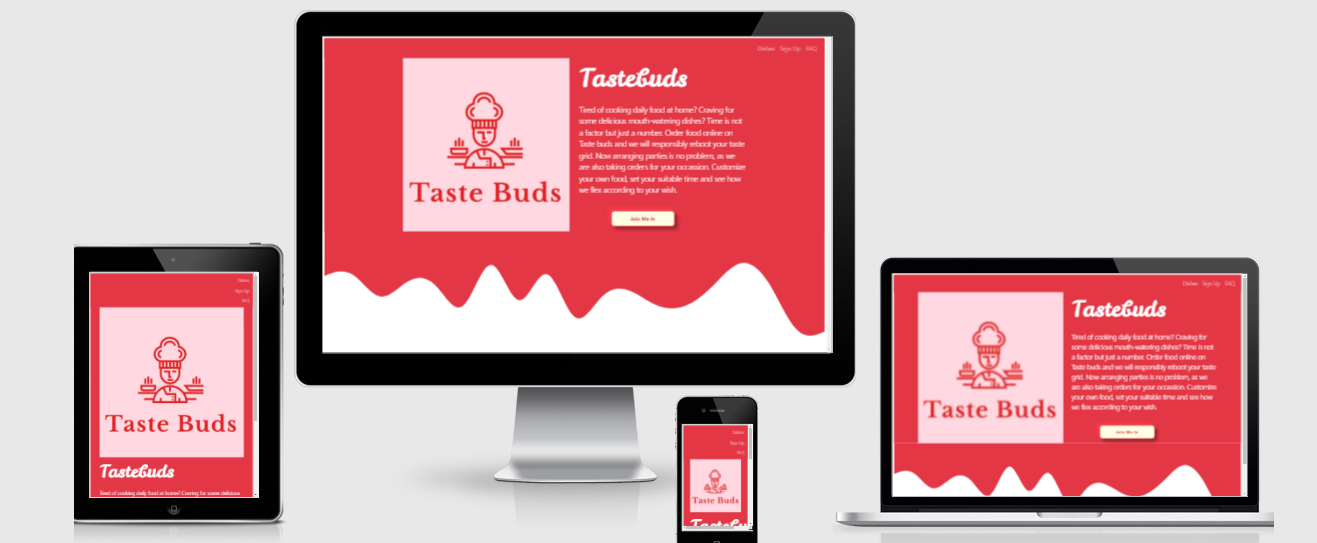 Dishes Sign Up FAQ
Tastebuds
Tired of cooking daily food at home? Craving for
some delicious mouth-watering dishes? Time is not
a factor but just a number. Order food online on
Taste buds and we will responsibly reboot your taste
grid. Now arranging parties is no problem, as we
are also taking orders for your occassion. Customize
your own food, set your suitable time and see how
we flex according to your wish.
Taste Buds
Join Me In
Dishes
Sign Up
FAQ
Taste Buds
Tastebuds
Tired of cooking daily food at home? Craving for some delicious
Dishes
Sign Up
FAQ
Taste Buds
Dishes Sign Up FAQ
Tastebuds
Tired of cooking daily food at home? Craving for
some delicious mouth-watering dishes? Time is not
a factor but just a number. Order food online on
Taste buds and we will responsibly reboot your taste
grid. Now arranging parties is no problem, as we
are also taking orders for your occassion. Customize
your own food, set your suitable time and see how
we flex according to your wish.
Taste Buds
Join Me In